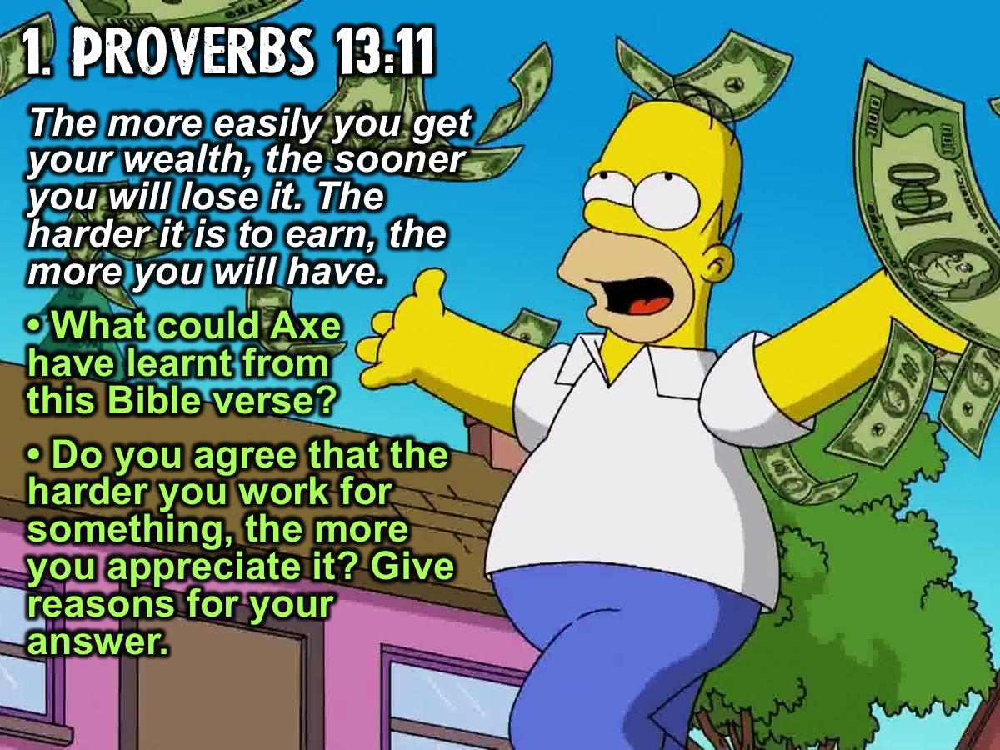 1. PROVERBS 13:11
The more easily you get
your wealth, the sooner
you will lose it. The
harder it is to earn, the
more you will have.
• What could Axe
have learnt from
this Bible verse?
• Do you agree that the
harder you work for
something, the more
you appreciate it? Give
reasons for your
answer.
100
100
100